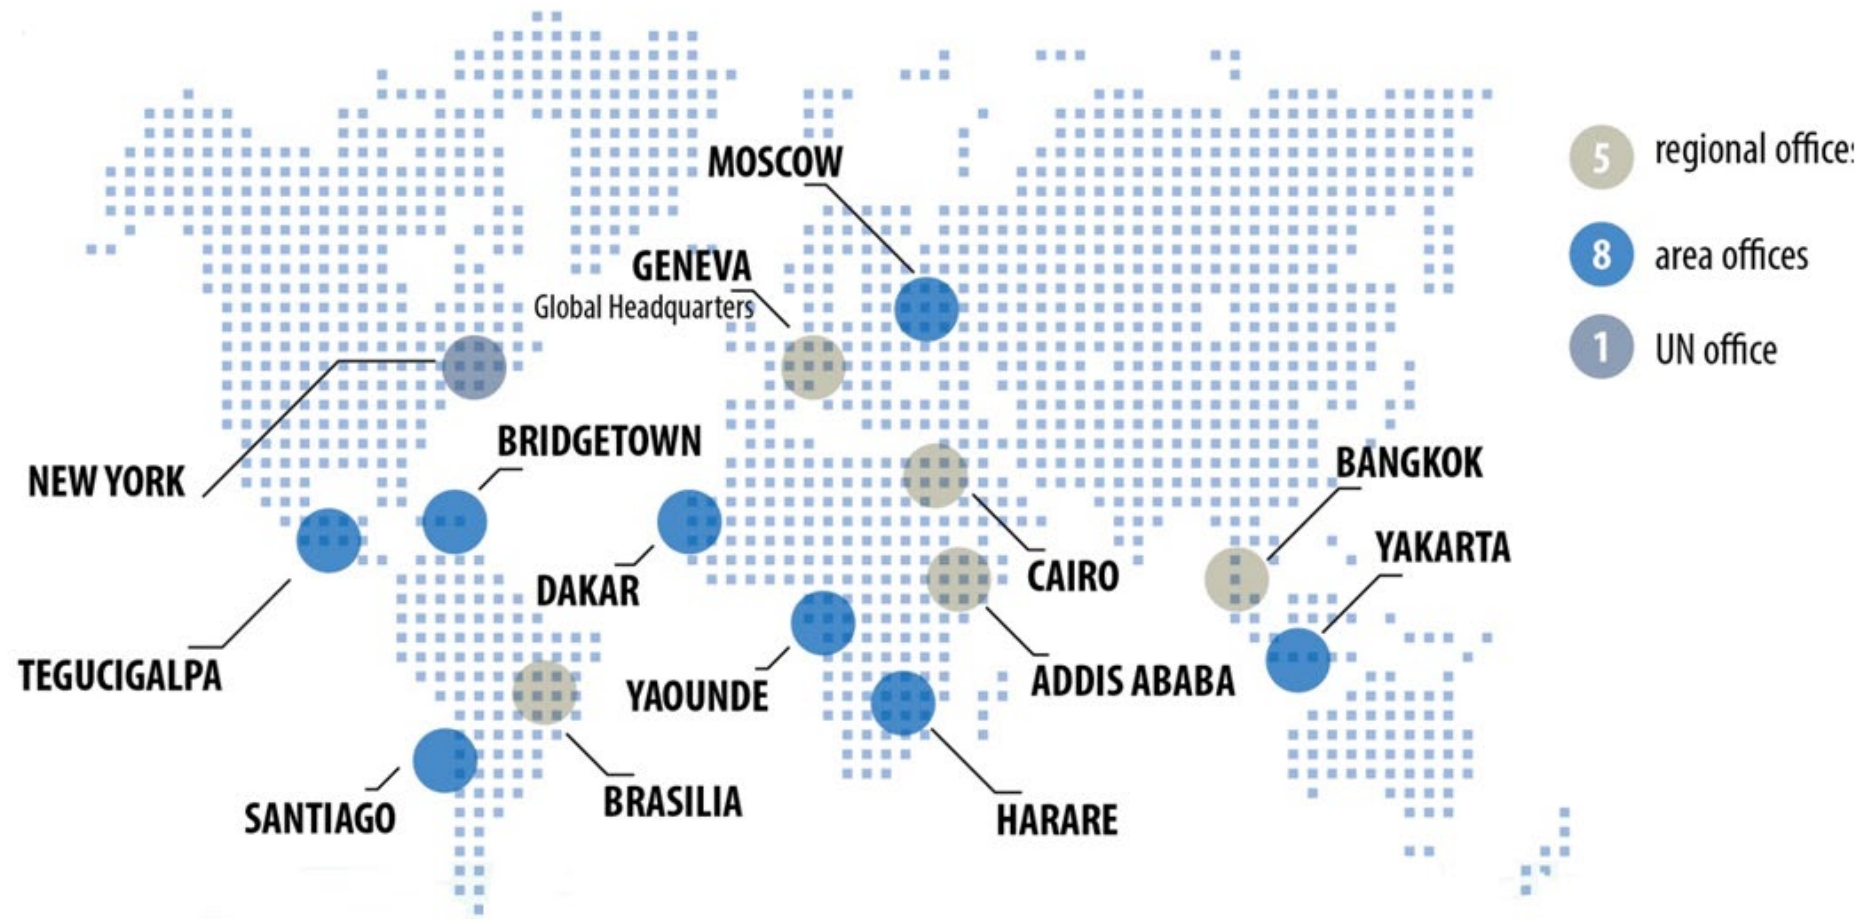 MOSCOW
GENEVA
Global Headquarters
NEW YORK
BRIDGETOWN
TEGUCIGALPA
DAKAR
YAOUNDE
SANTIAGO
BRASILIA
CAIRO
ADDIS ABABA
HARARE
BANGKOK
YAKARTA
5 regional offices
8 area offices
1 UN office